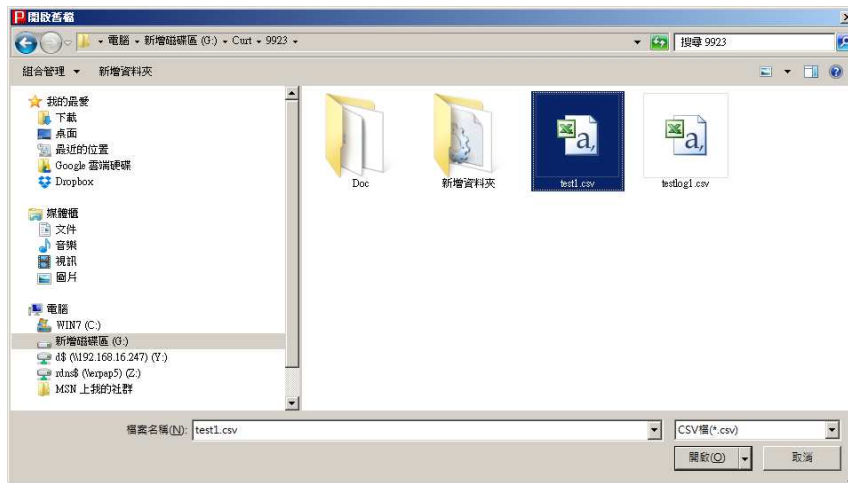 開啟舊檔
電腦 新增磁碟區 (G:) Curt 9923
搜尋 9923
組合管理 新增資料夾
我的最愛
下載
桌面
最近的位置
Google 雲端硬碟
Dropbox
媒體櫃
文件
音樂
視訊
圖片
電腦
WIN7 (C:)
新增磁碟區 (G:)
d$ (\\192.168.16.247) (Y:)
rdns$ (\\erpap5) (Z:)
MSN 上我的社群
Doc
新增資料夾
test1.csv
a,
testlog1.csv
a,
檔案名稱(N): test1.csv
CSV檔(*.csv)
開啟(O)
取消